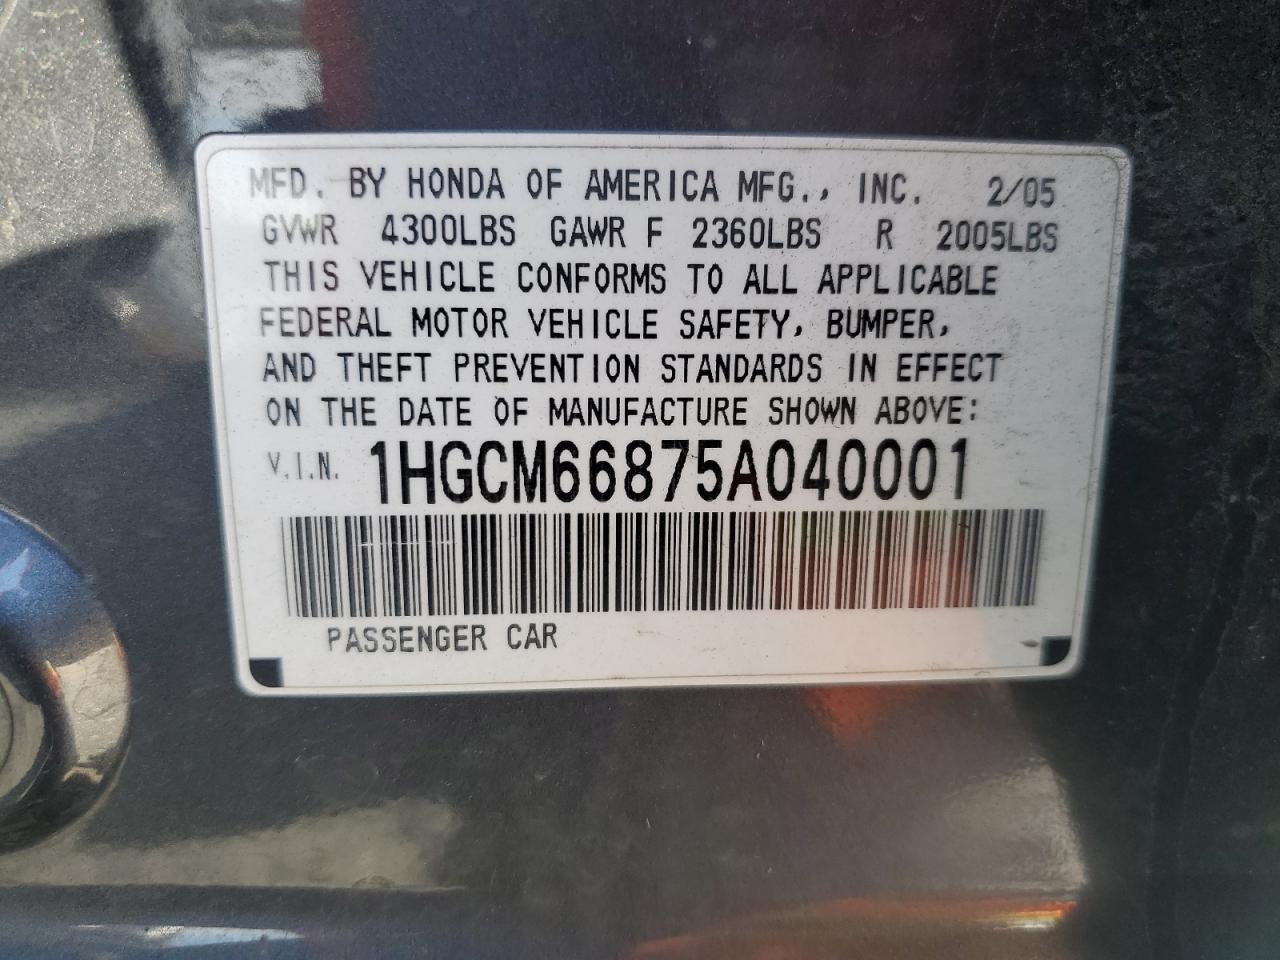 MFD. BY HONDA OF AMERICA MFG., INC. 2/05
GVWR 4300LBS GAWR F 2360LBS R 2005LBS
THIS VEHICLE CONFORMS TO ALL APPLICABLE
FEDERAL MOTOR VEHICLE SAFETY, BUMPER,
AND THEFT PREVENTION STANDARDS IN EFFECT
ON THE DATE OF MANUFACTURE SHOWN ABOVE:
V.I.N. 1HGCM66875A040001
PASSENGER CAR